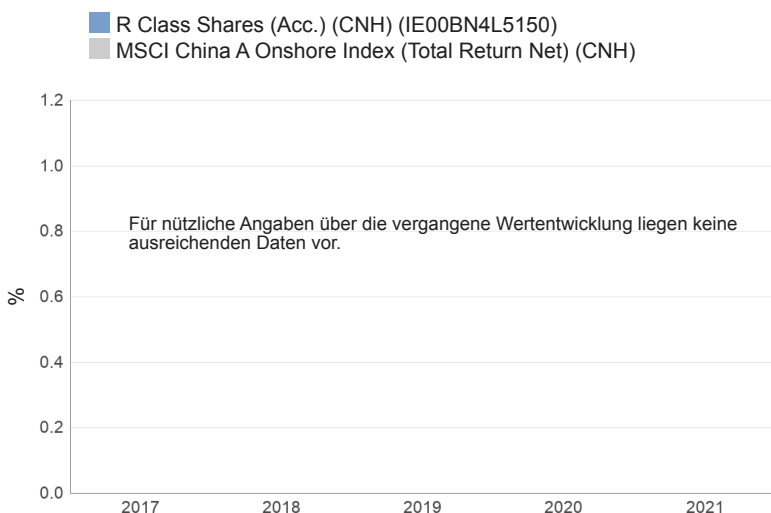 R Class Shares (Acc.) (CNH) (IE00BN4L5150)
MSCI China A Onshore Index (Total Return Net) (CNH)
1.2
1.0
Für nützliche Angaben über die vergangene Wertentwicklung liegen keine
0.8
ausreichenden Daten vor.
%
0.6
0.4
0.2
0.0
2017 2018 2019 2020 2021